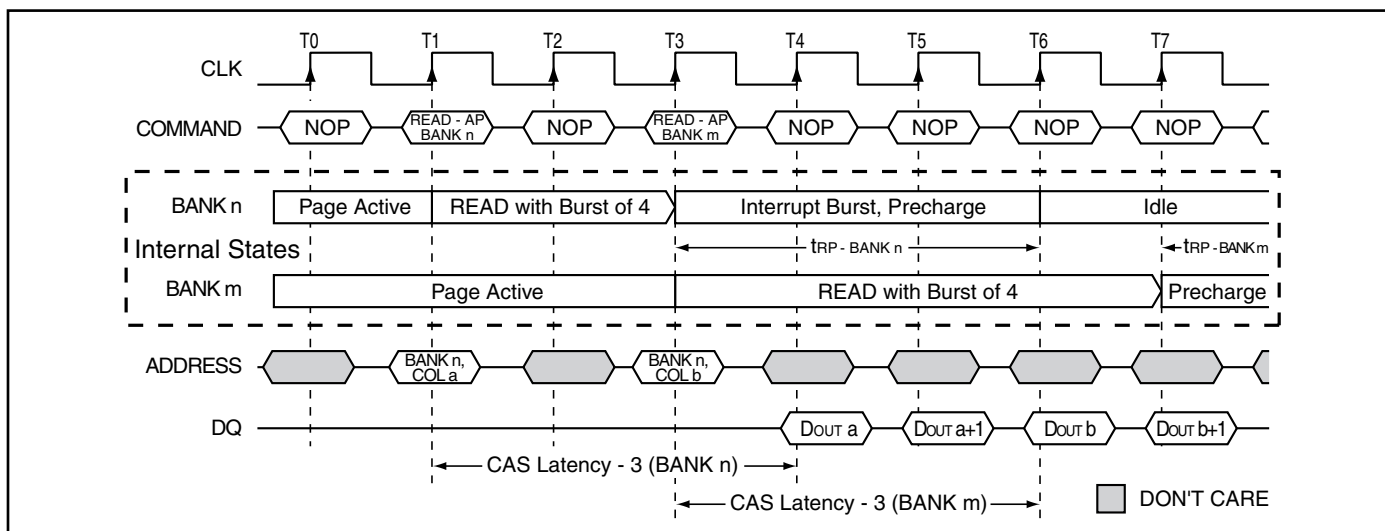 T0 T1 T2 T3 T4 T5 T6 T7
CLK
COMMAND NOP READ - AP BANK n NOP READ - AP BANK m NOP NOP NOP NOP
BANK n Page Active READ with Burst of 4 Interrupt Burst, Precharge Idle
Internal States tRP - BANK n tRP - BANK m
BANK m Page Active READ with Burst of 4 Precharge
ADDRESS BANK n, COL a BANK n, COL b
DQ DOUT a DOUT a+1 DOUT b DOUT b+1
CAS Latency - 3 (BANK n)
CAS Latency - 3 (BANK m) DON'T CARE